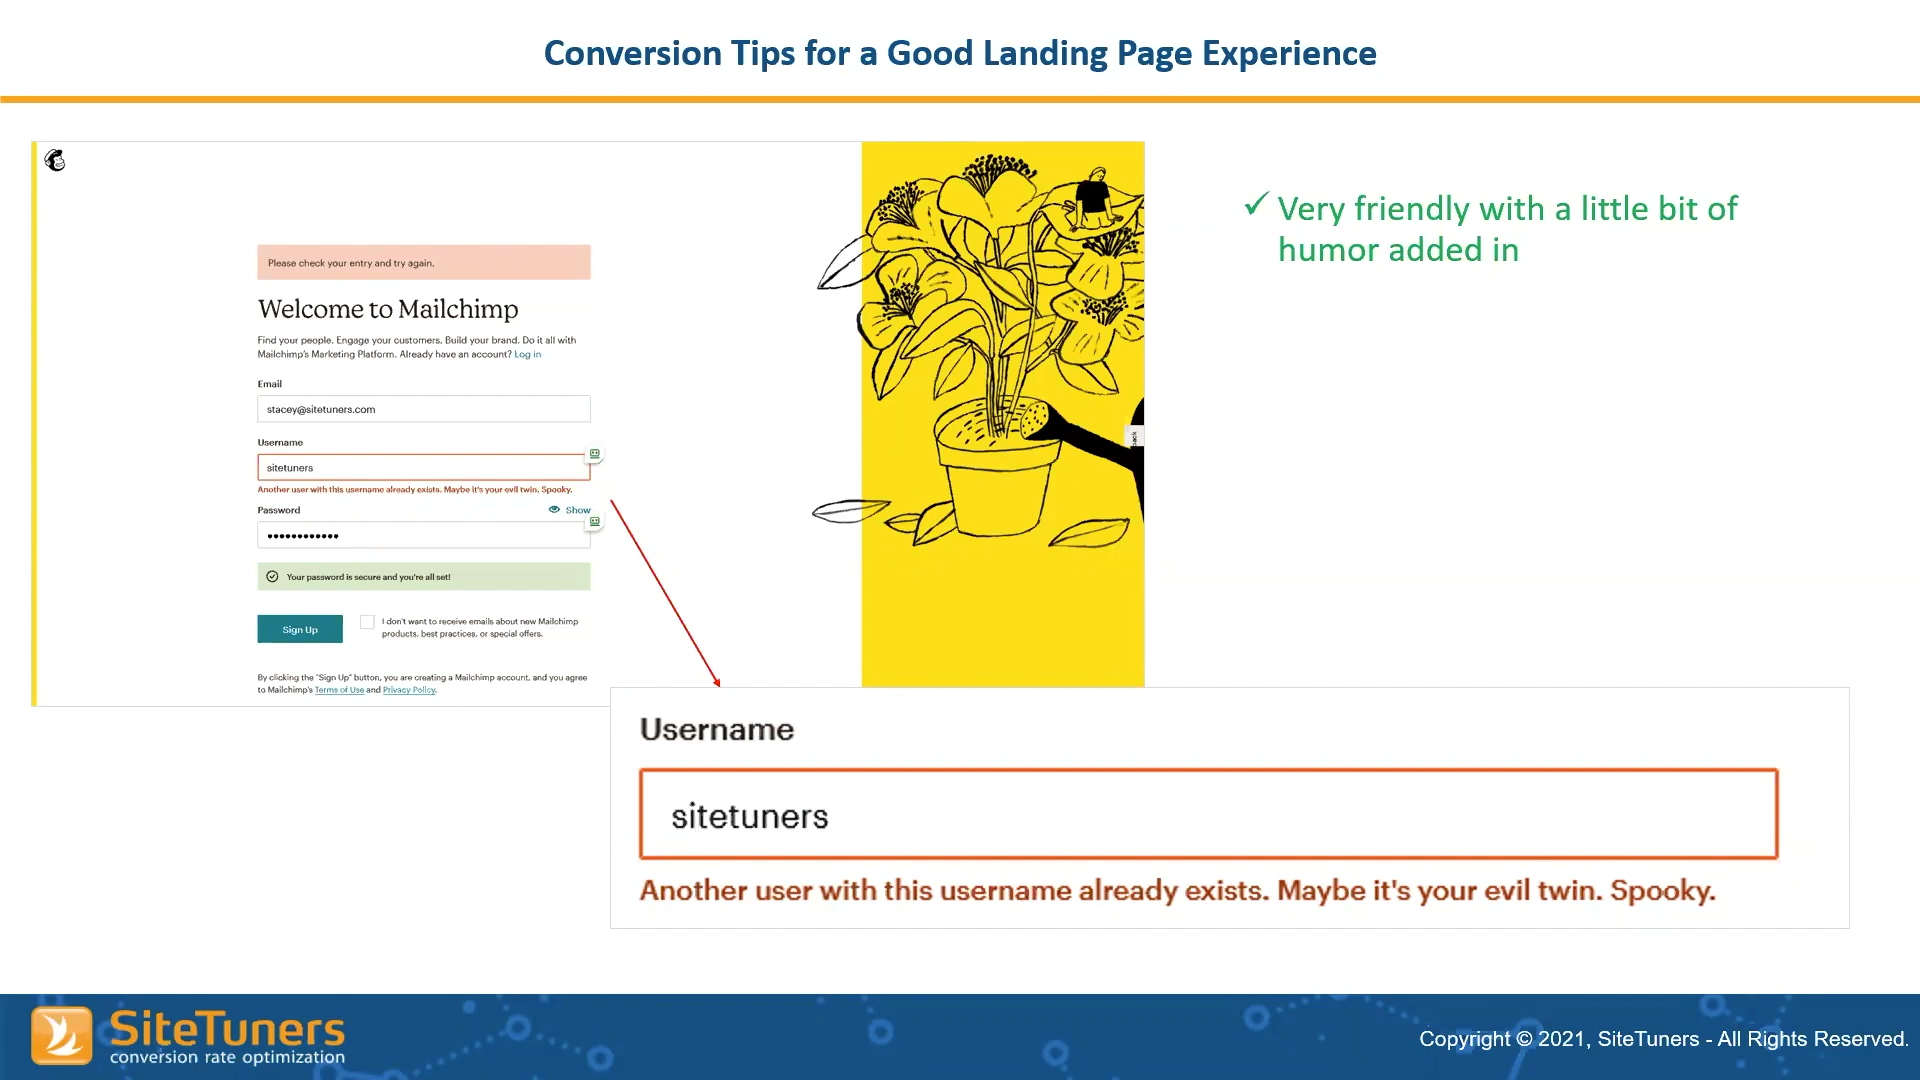 Conversion Tips for a Good Landing Page Experience
Please check your entry and try again.
Welcome to Mailchimp
Find your people. Engage your customers. Build your brand. Do it all with
Mailchimp's Marketing Platform. Already have an account? Log in
Email
stacey@sitetuners.com
Username
sitetuners
Another user with this username already exists. Maybe it's your evil twin. Spooky.
Password
Show
Your password is secure and you're all set!
Sign Up
I don't want to receive emails about new Mailchimp
products, best practices, or special offers.
By clicking the "Sign Up" button, you are creating a Mailchimp account, and you agree
to Mailchimp's Terms of Use and Privacy Policy.
✓ Very friendly with a little bit of
humor added in
Username
sitetuners
Another user with this username already exists. Maybe it's your evil twin. Spooky.
SiteTuners
conversion rate optimization
Copyright © 2021, SiteTuners - All Rights Reserved.